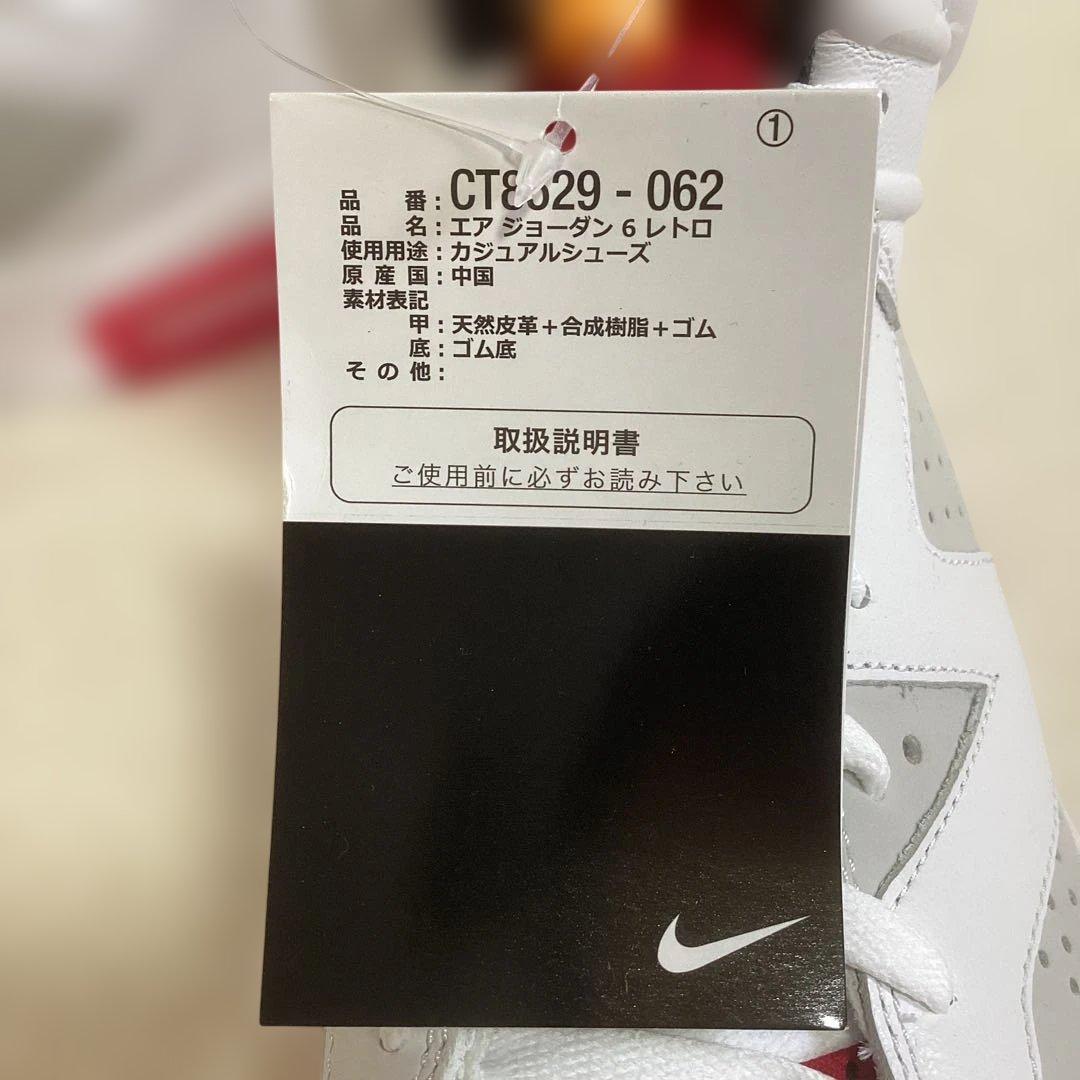 ①
品番：CT8529-062
品名：エア ジョーダン 6 レトロ
使用用途：カジュアルシューズ
原産国：中国
素材表記
甲：天然皮革＋合成樹脂＋ゴム
底：ゴム底
その他：
取扱説明書
ご使用前に必ずお読み下さい